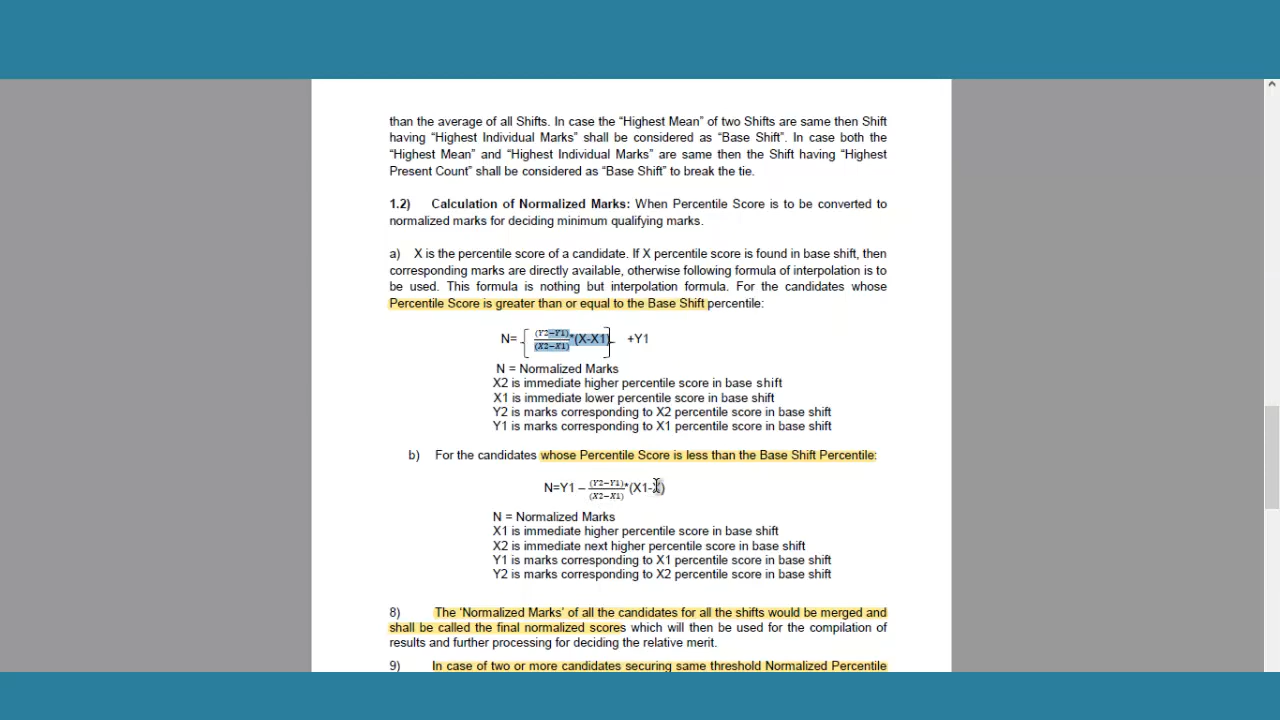 than the average of all Shifts. In case the “Highest Mean” of two Shifts are same then Shift
having “Highest Individual Marks” shall be considered as “Base Shift”. In case both the
“Highest Mean” and “Highest Individual Marks” are same then the Shift having “Highest
Present Count” shall be considered as “Base Shift” to break the tie.
1.2) Calculation of Normalized Marks: When Percentile Score is to be converted to
normalized marks for deciding minimum qualifying marks.
a) X is the percentile score of a candidate. If X percentile score is found in base shift, then
corresponding marks are directly available, otherwise following formula of interpolation is to
be used. This formula is nothing but interpolation formula. For the candidates whose
Percentile Score is greater than or equal to the Base Shift percentile:
N= [(Y2−Y1)/(X2−X1)*(X-X1)] +Y1
N = Normalized Marks
X2 is immediate higher percentile score in base shift
X1 is immediate lower percentile score in base shift
Y2 is marks corresponding to X2 percentile score in base shift
Y1 is marks corresponding to X1 percentile score in base shift
b) For the candidates whose Percentile Score is less than the Base Shift Percentile:
N=Y1 – (Y2−Y1)/(X2−X1)*(X1-X)
N = Normalized Marks
X1 is immediate higher percentile score in base shift
X2 is immediate next higher percentile score in base shift
Y1 is marks corresponding to X1 percentile score in base shift
Y2 is marks corresponding to X2 percentile score in base shift
8) The ‘Normalized Marks’ of all the candidates for all the shifts would be merged and
shall be called the final normalized scores which will then be used for the compilation of
results and further processing for deciding the relative merit.
9) In case of two or more candidates securing same threshold Normalized Percentile